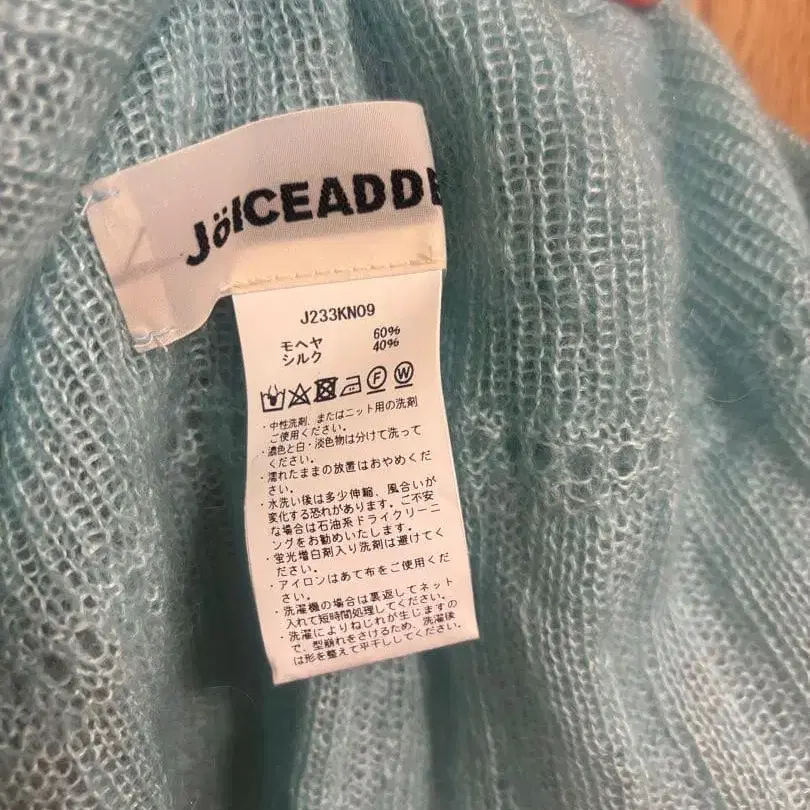 JöICEADD
J233KN09
モヘヤ 60%
シルク 40%
F W
・中性洗剤、またはニット用の洗剤
ご使用ください。
・濃色と白・淡色物は分けて洗って
ください。
・濡れたままの放置はおやめくだ
さい。
・水洗い後は多少伸縮、風合いが
変化する恐れがあります。ご不安
な場合は石油系ドライクリーニ
ングをお勧めいたします。
・蛍光増白剤入り洗剤は避けてく
ださい。
・アイロンはあて布をご使用くだ
さい。
・洗濯機の場合は裏返してネット
入れて短時間処理してください。
・洗濯によりねじれが生じますの
で、型崩れをさけるため、洗濯後
は形を整えて平干ししてください。